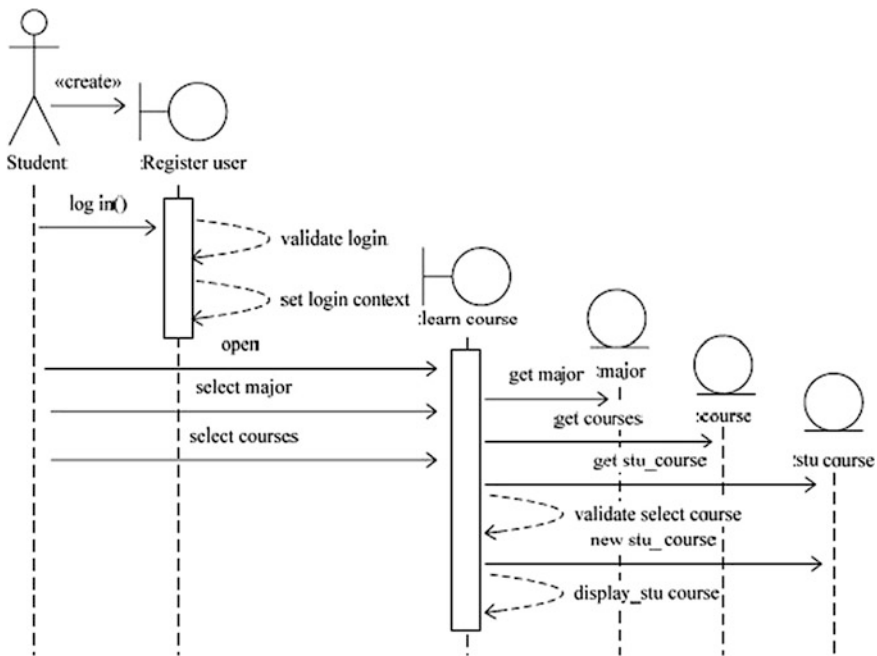 «create»
Student
:Register user
log in()
validate login
set login context
:learn course
open
select major
select courses
get major
:major
get courses
:course
get stu_course
:stu course
validate select course
new stu_course
display_stu course